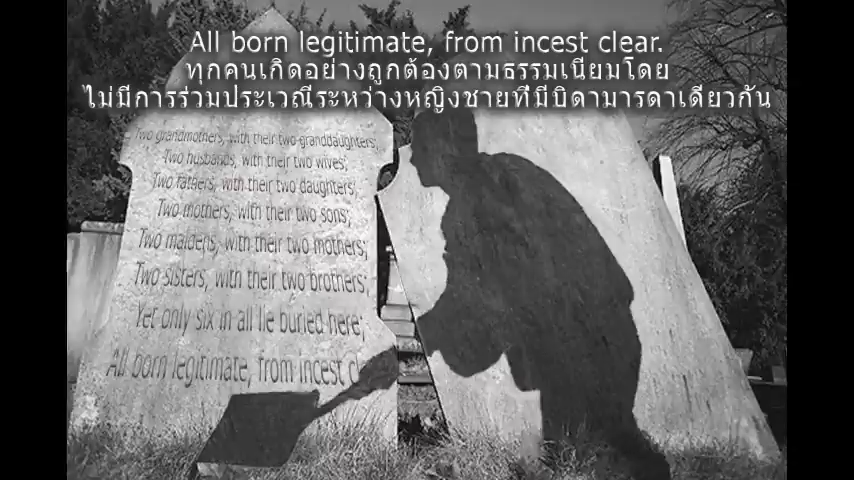 All born legitimate, from incest clear.
ทุกคนเกิดอย่างถูกต้องตามธรรมเนียมโดย
ไม่มีการร่วมประเวณีระหว่างหญิงชายที่มีบิดามารดาเดียวกัน
Two grandmothers, with their two granddaughters;
Two husbands, with their two wives;
Two fathers, with their two daughters;
Two mothers, with their two sons;
Two maidens, with their two mothers;
Two sisters, with their two brothers;
Yet only six in all lie buried here;
All born legitimate, from incest